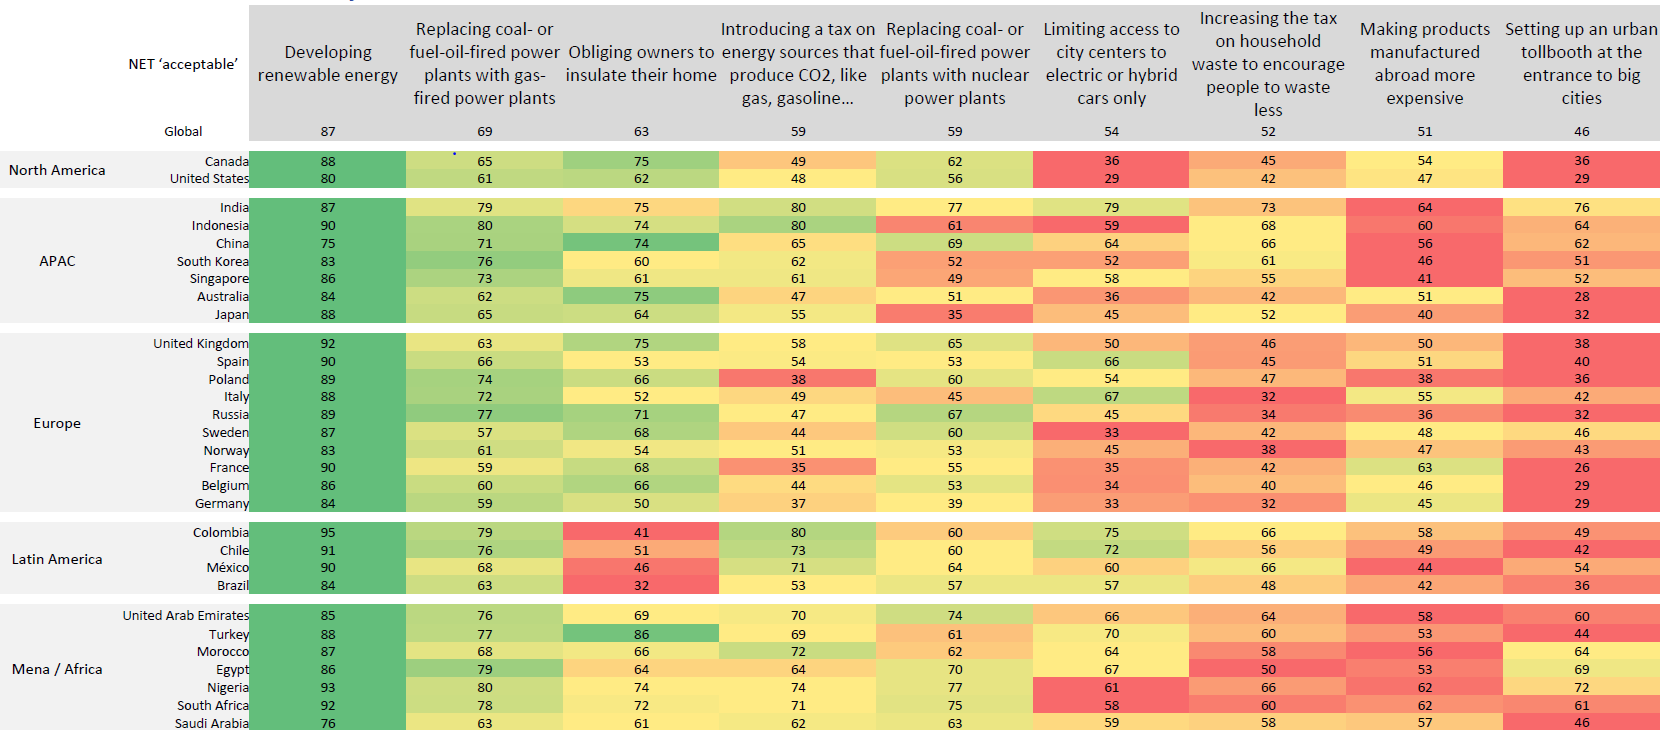 NET ‘acceptable’ Developing renewable energy Replacing coal- or fuel-oil-fired power plants with gas-fired power plants Obliging owners to insulate their home Introducing a tax on energy sources that produce CO2, like gas, gasoline... Replacing coal- or fuel-oil-fired power plants with nuclear power plants Limiting access to city centers to electric or hybrid cars only Increasing the tax on household waste to encourage people to waste less Making products manufactured abroad more expensive Setting up an urban tollbooth at the entrance to big cities
Global 87 69 63 59 59 54 52 51 46
North America
Canada 88 65 75 49 62 36 45 54 36
United States 80 61 62 48 56 29 42 47 29
APAC
India 87 79 75 80 77 79 73 64 76
Indonesia 90 80 74 80 61 59 68 60 64
China 75 71 74 65 69 64 66 56 62
South Korea 83 76 60 62 52 52 61 46 51
Singapore 86 73 61 61 49 58 55 41 52
Australia 84 62 75 47 51 36 42 51 28
Japan 88 65 64 55 35 45 52 40 32
Europe
United Kingdom 92 63 75 58 65 50 46 50 38
Spain 90 66 53 54 53 66 45 51 40
Poland 89 74 66 38 60 54 47 38 36
Italy 88 72 52 49 45 67 32 55 42
Russia 89 77 71 47 67 45 34 36 32
Sweden 87 57 68 44 60 33 42 48 46
Norway 83 61 54 51 53 45 38 47 43
France 90 59 68 35 55 35 42 63 26
Belgium 86 60 66 44 53 34 40 46 29
Germany 84 59 50 37 39 33 32 45 29
Latin America
Colombia 95 79 41 80 60 75 66 58 49
Chile 91 76 51 73 60 72 56 49 42
México 90 68 46 71 64 60 66 44 54
Brazil 84 63 32 53 57 57 48 42 36
Mena / Africa
United Arab Emirates 85 76 69 70 74 66 64 58 60
Turkey 88 77 86 69 61 70 60 53 44
Morocco 87 68 66 72 62 64 58 56 64
Egypt 86 79 64 64 70 67 50 53 69
Nigeria 93 80 74 74 77 61 66 62 72
South Africa 92 78 72 71 75 58 60 62 61
Saudi Arabia 76 63 61 62 63 59 58 57 46